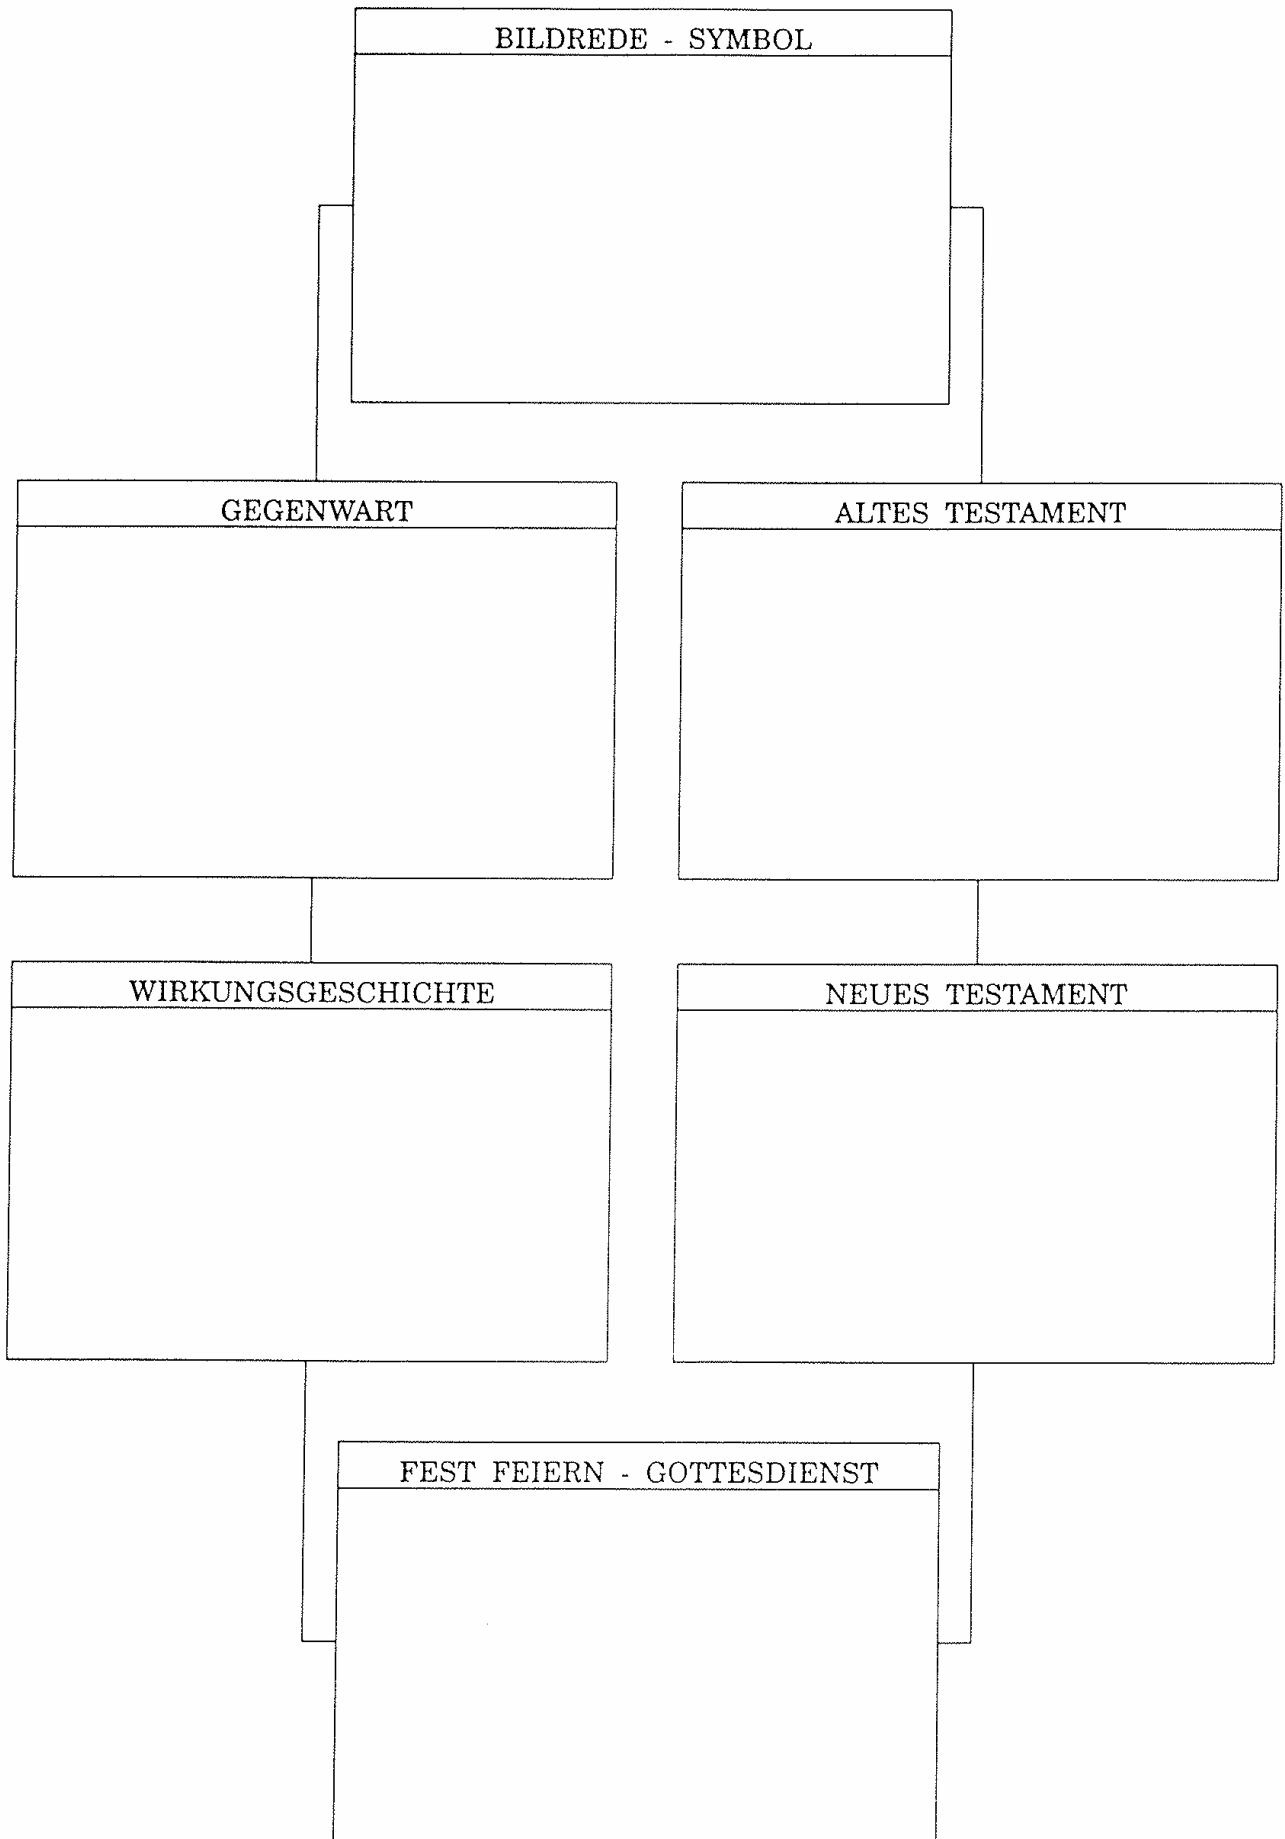 BILDREDE - SYMBOL
GEGENWART
ALTES TESTAMENT
WIRKUNGSGESCHICHTE
NEUES TESTAMENT
FEST FEIERN - GOTTESDIENST